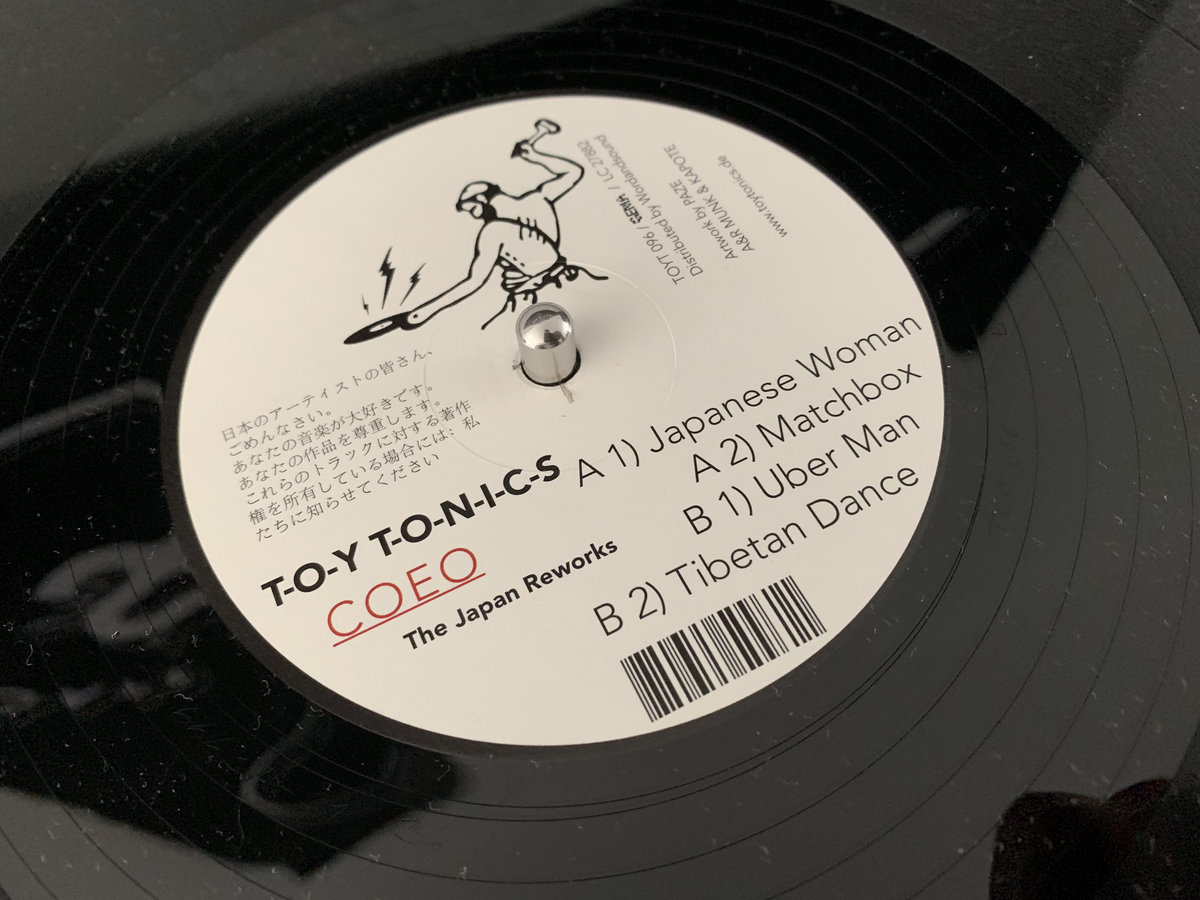 TOYT 096 / GEMA / LC 27882
Distributed by Wordandsound
Artwork by PAZE
A&R MUNK & KAPOTE
www.toytonics.de
日本のアーティストの皆さん、
ごめんなさい。
あなたの音楽が大好きです。
あなたの作品を尊重します。
これらのトラックに対する著作
権を所有している場合には: 私
たちに知らせてください
T-O-Y T-O-N-I-C-S
COEO
The Japan Reworks
A 1) Japanese Woman
A 2) Matchbox
B 1) Uber Man
B 2) Tibetan Dance